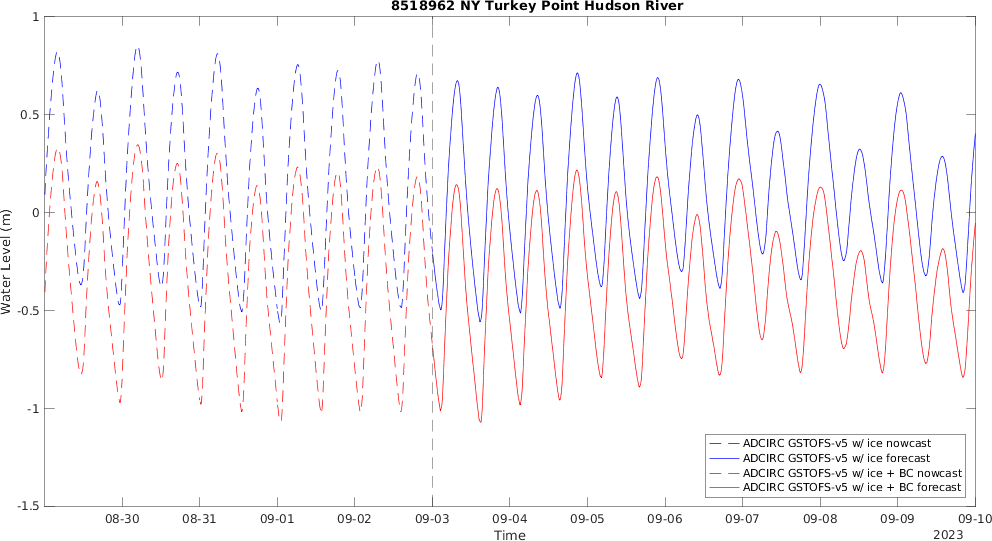 8518962 NY Turkey Point Hudson River
1
0.5
0
-0.5
-1
-1.5
Water Level (m)
ADCIRC GSTOFS-v5 w/ ice nowcast
ADCIRC GSTOFS-v5 w/ ice forecast
ADCIRC GSTOFS-v5 w/ ice + BC nowcast
ADCIRC GSTOFS-v5 w/ ice + BC forecast
08-30 08-31 09-01 09-02 09-03 09-04 09-05 09-06 09-07 09-08 09-09 09-10
Time
2023